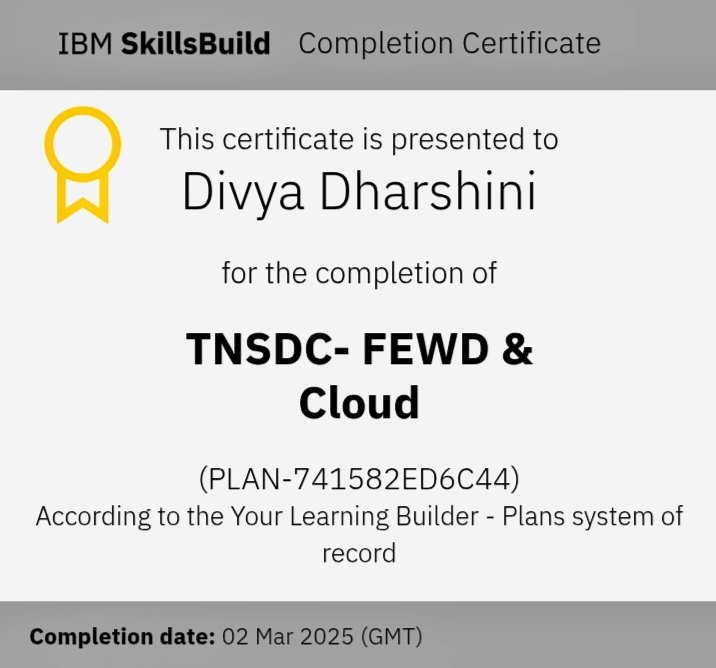 IBM SkillsBuild Completion Certificate
This certificate is presented to
Divya Dharshini
for the completion of
TNSDC- FEWD &
Cloud
(PLAN-741582ED6C44)
According to the Your Learning Builder - Plans system of
record
Completion date: 02 Mar 2025 (GMT)